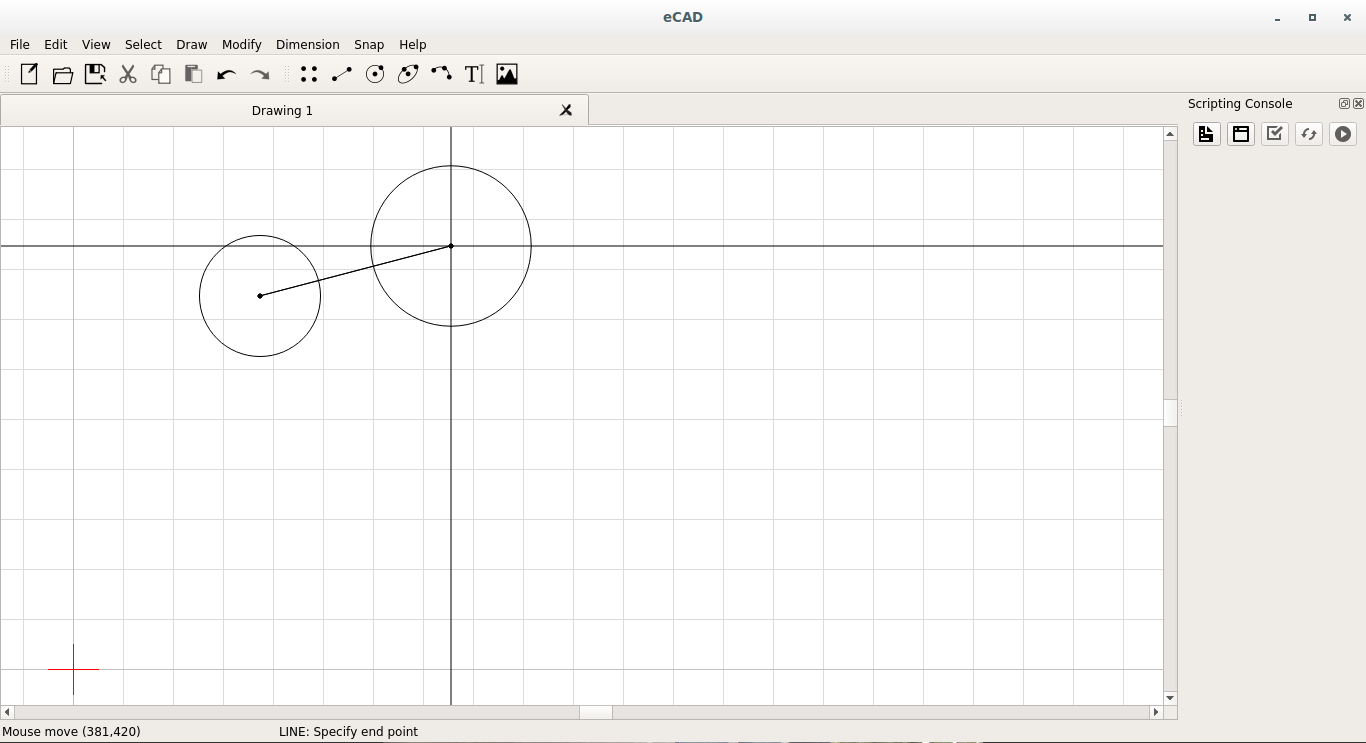 eCAD
File Edit View Select Draw Modify Dimension Snap Help
T
Drawing 1
Scripting Console
Mouse move (381,420)
LINE: Specify end point